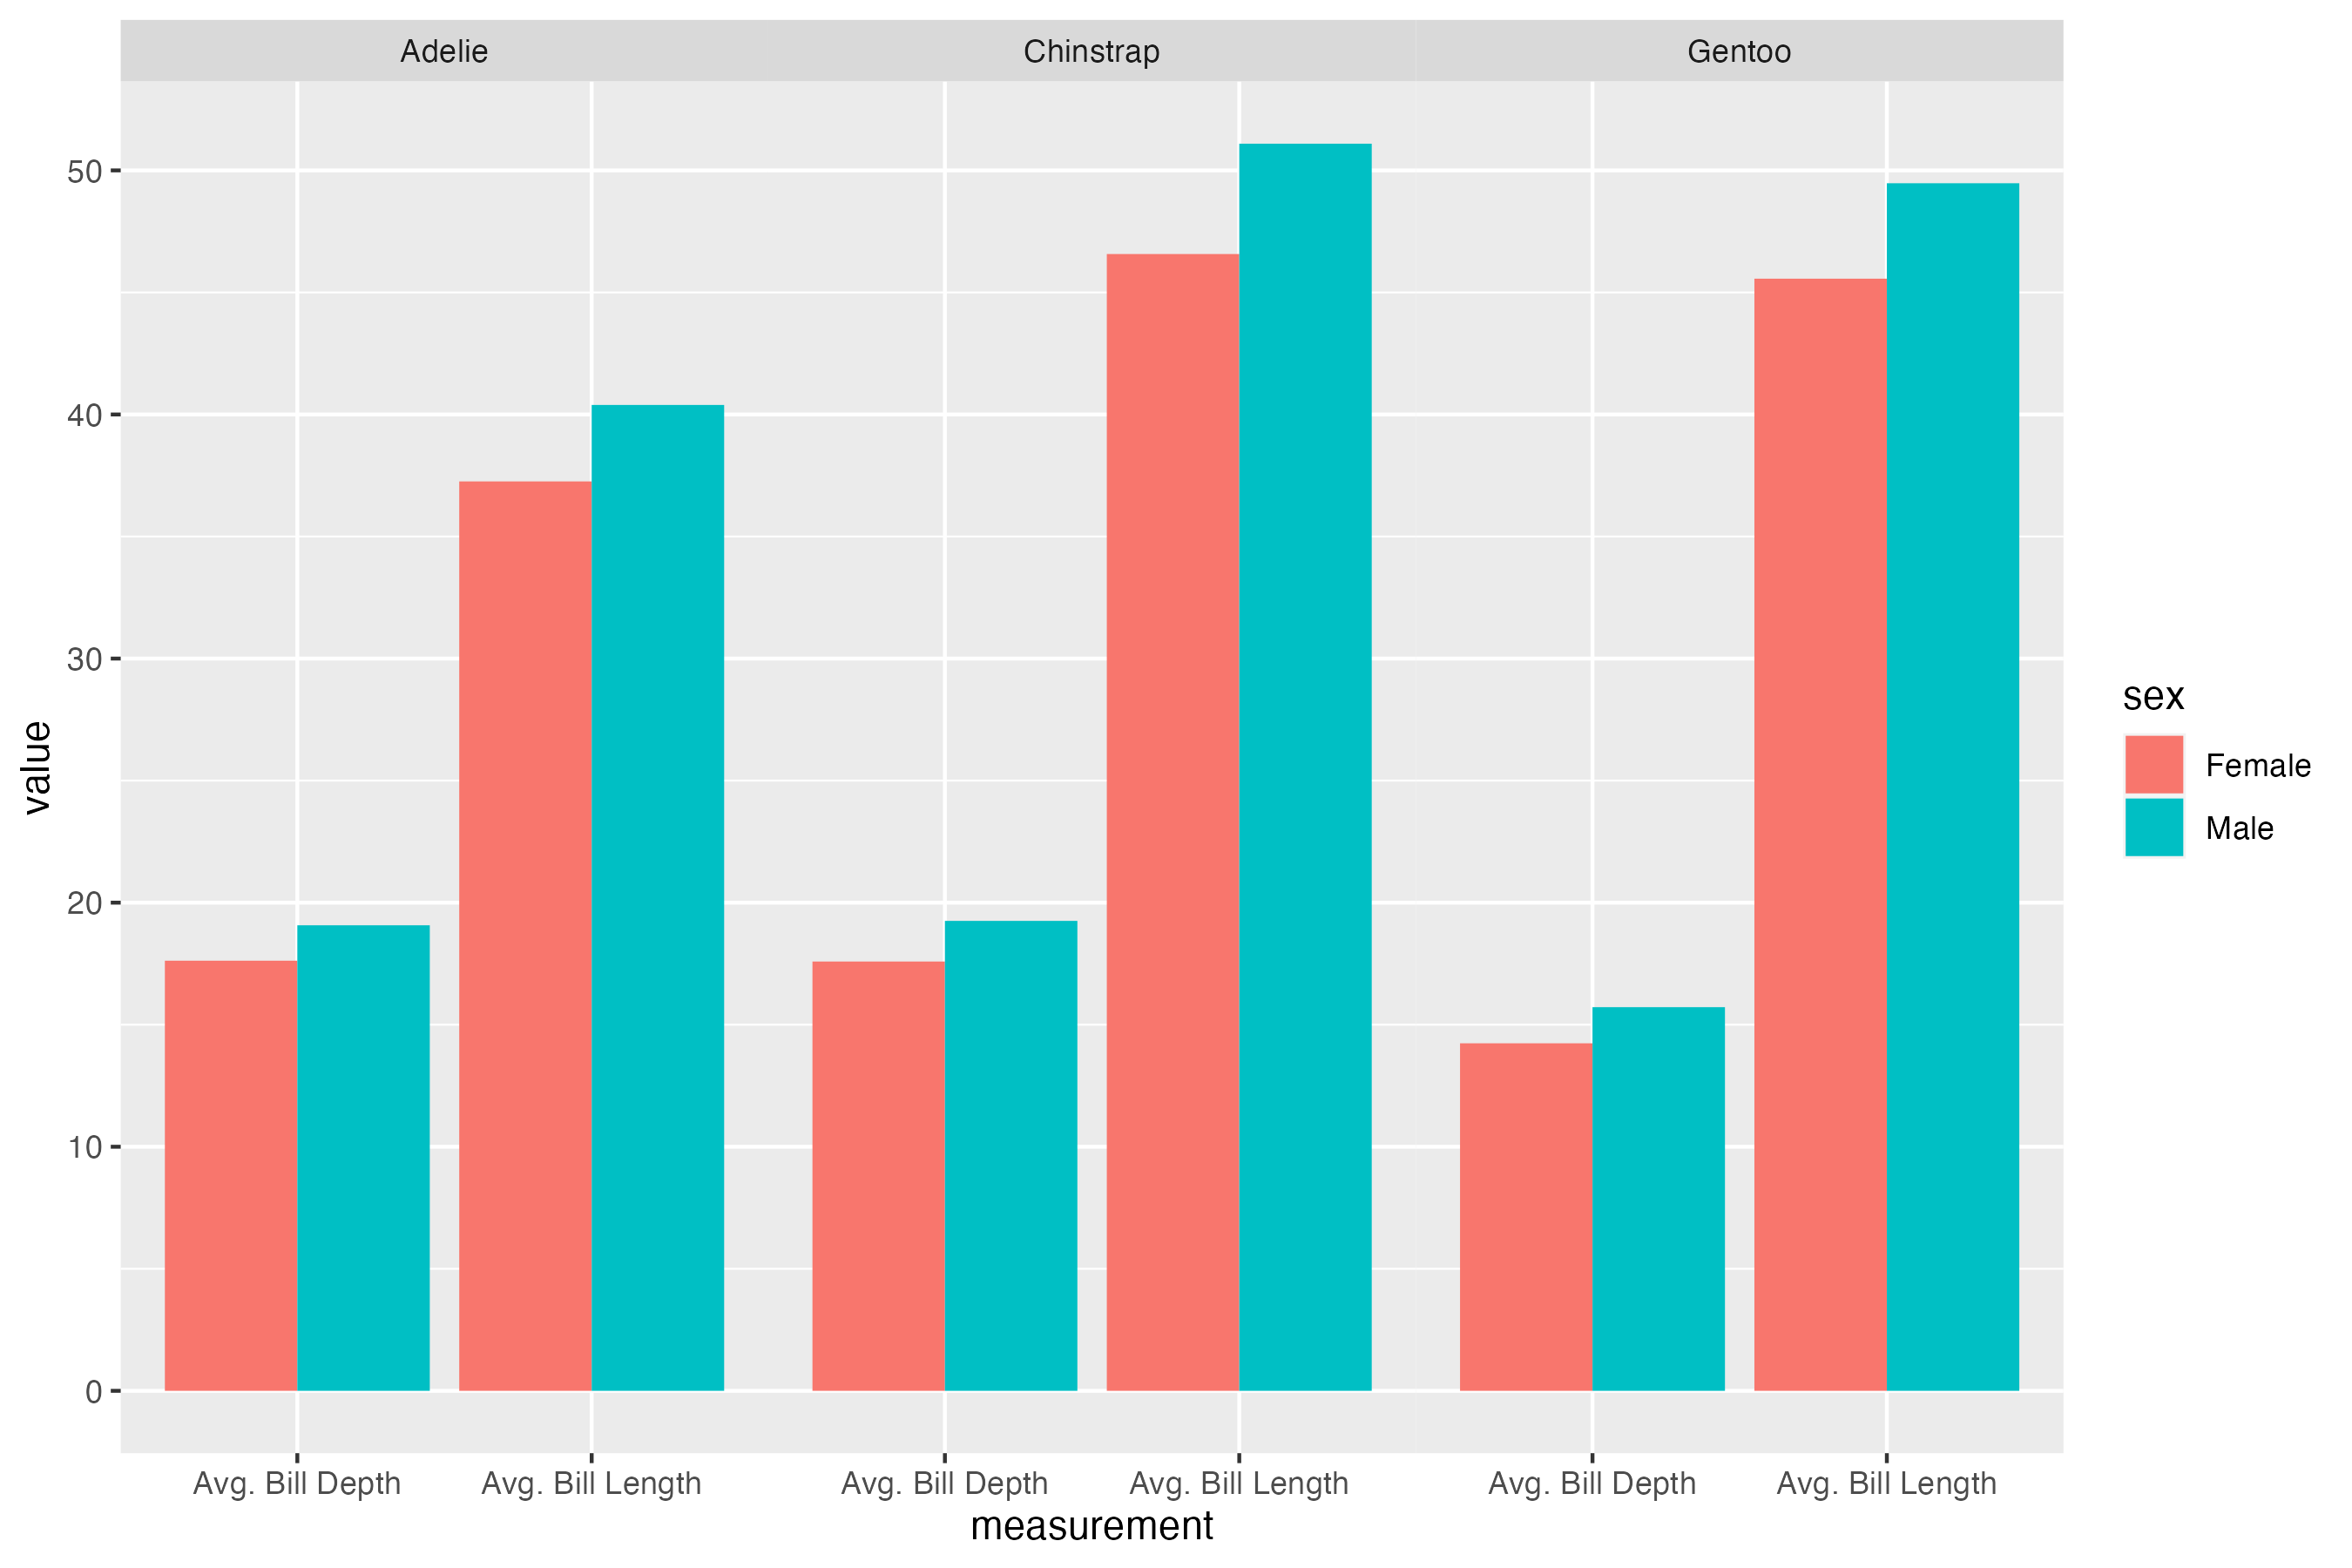 Adelie Chinstrap Gentoo
50
40
30
20
10
0
value
Avg. Bill Depth Avg. Bill Length Avg. Bill Depth Avg. Bill Length Avg. Bill Depth Avg. Bill Length
measurement
sex
Female
Male